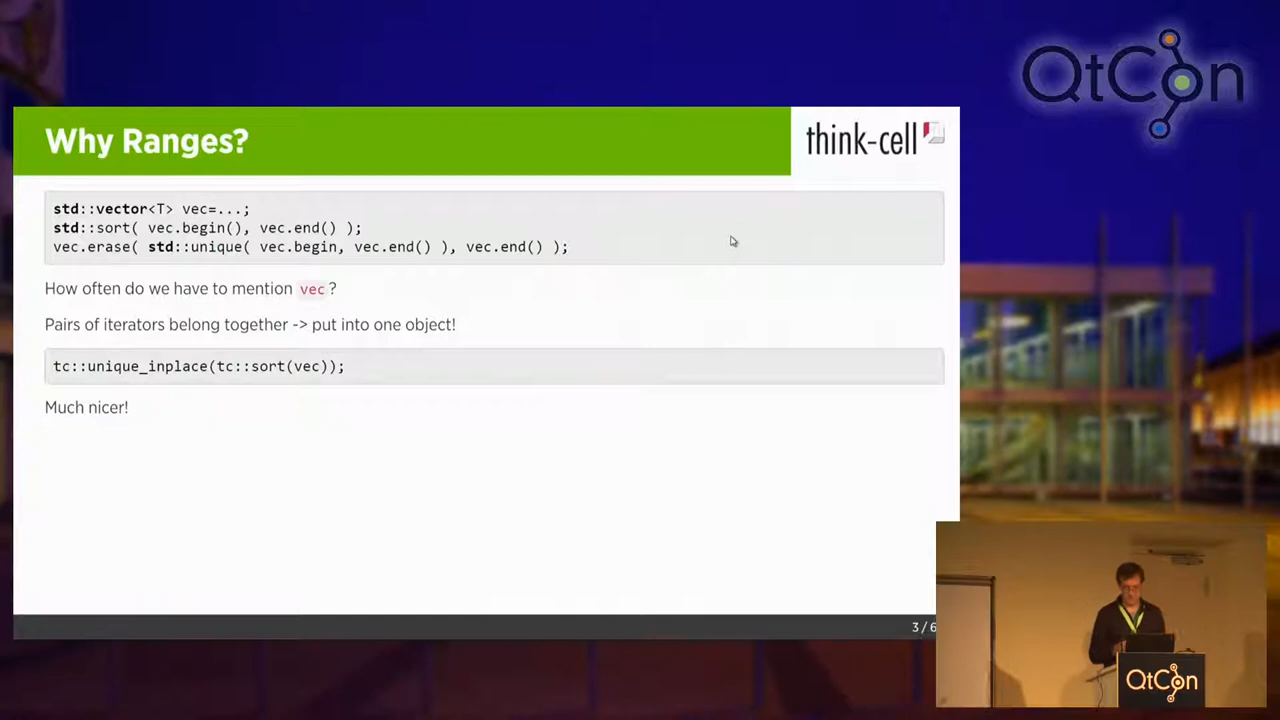 QtCon
Why Ranges?
think-cell
std::vector<T> vec=...;
std::sort( vec.begin(), vec.end() );
vec.erase( std::unique( vec.begin, vec.end() ), vec.end() );
How often do we have to mention vec?
Pairs of iterators belong together -> put into one object!
tc::unique_inplace(tc::sort(vec));
Much nicer!
3/6
QtCon